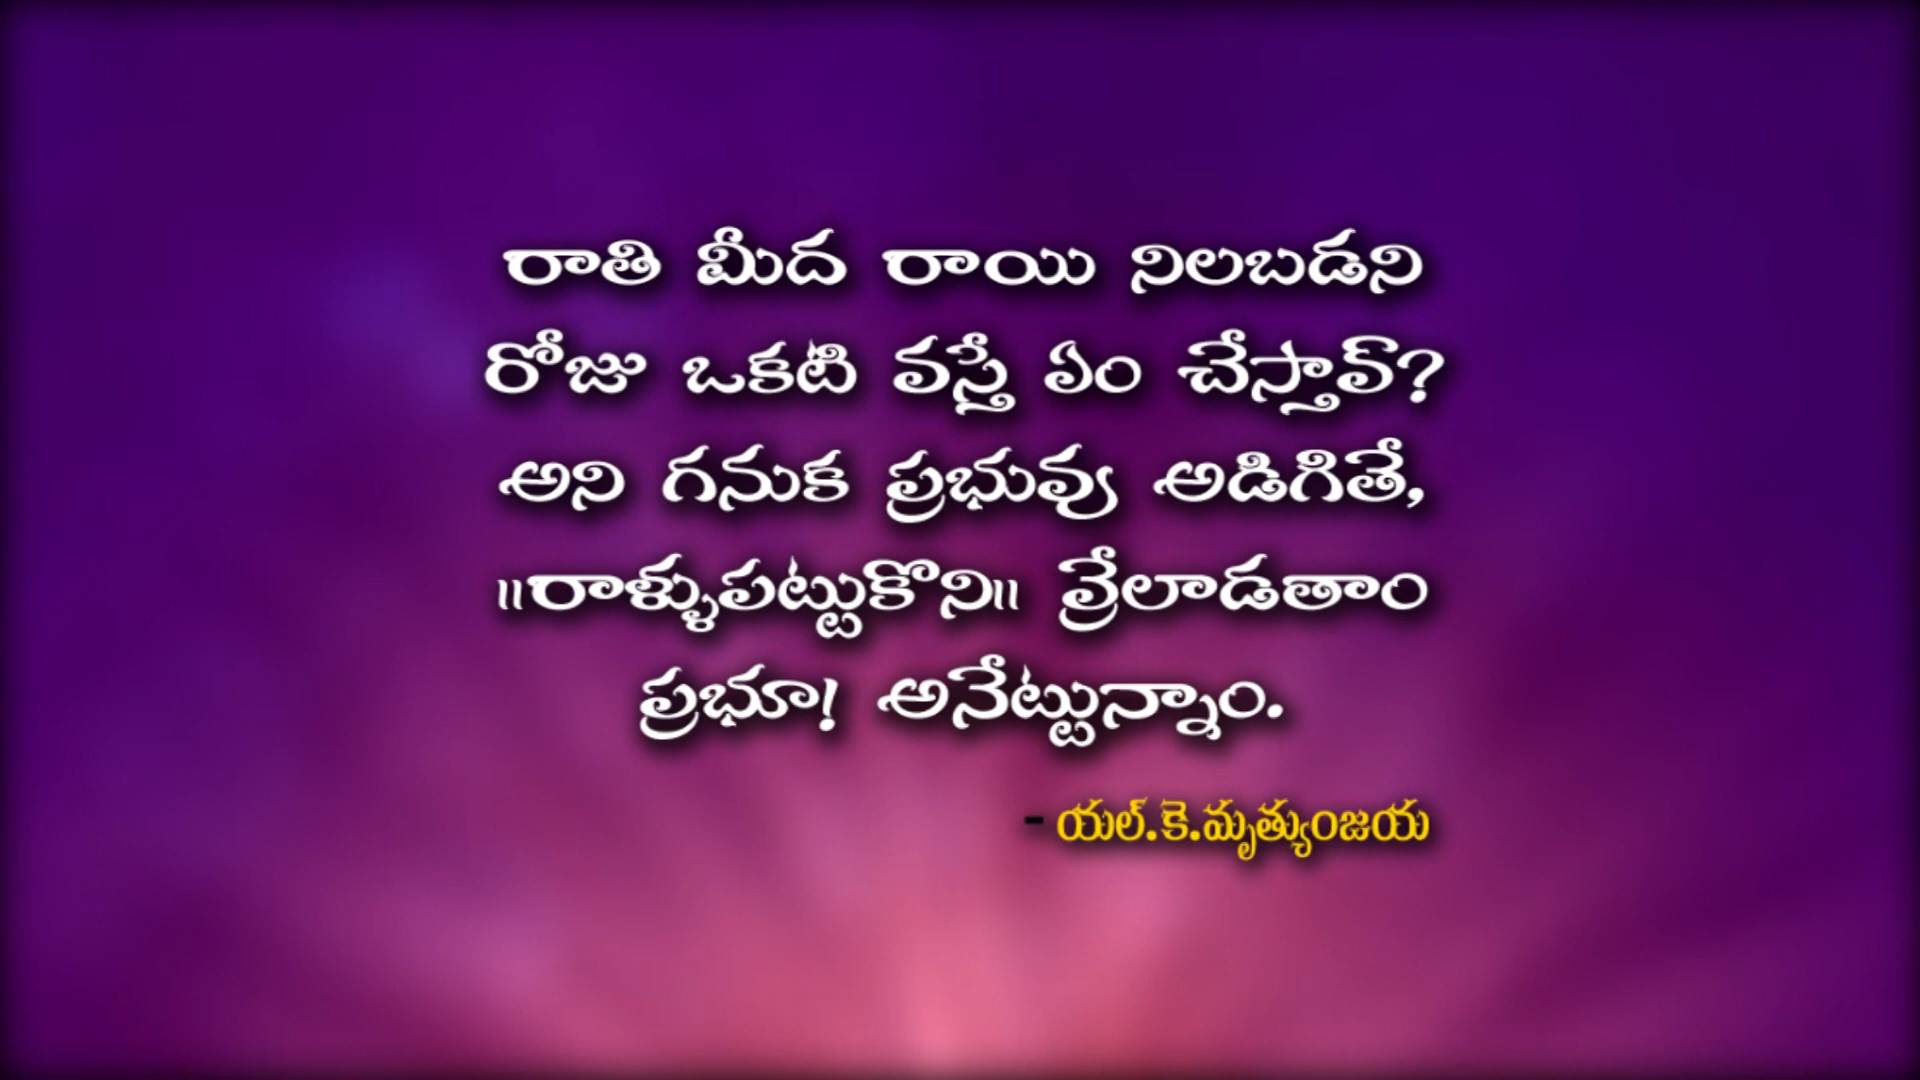 రాతి మీద రాయి నిలబడని
రోజు ఒకటి వస్తే ఏం చేస్తావ్?
అని గనుక ప్రభువు అడిగితే,
"రాళ్ళుపట్టుకొని" వ్రేలాడతాం
ప్రభూ! అనేట్టున్నాం.
- యల్.కె.మృత్యుంజయ